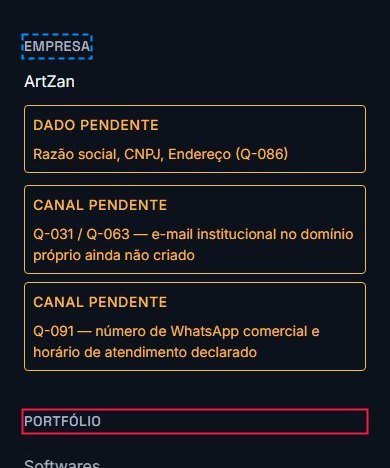 EMPRESA
ArtZan
DADO PENDENTE
Razão social, CNPJ, Endereço (Q-086)
CANAL PENDENTE
Q-031 / Q-063 — e-mail institucional no domínio
próprio ainda não criado
CANAL PENDENTE
Q-091 — número de WhatsApp comercial e
horário de atendimento declarado
PORTFÓLIO
Softwares